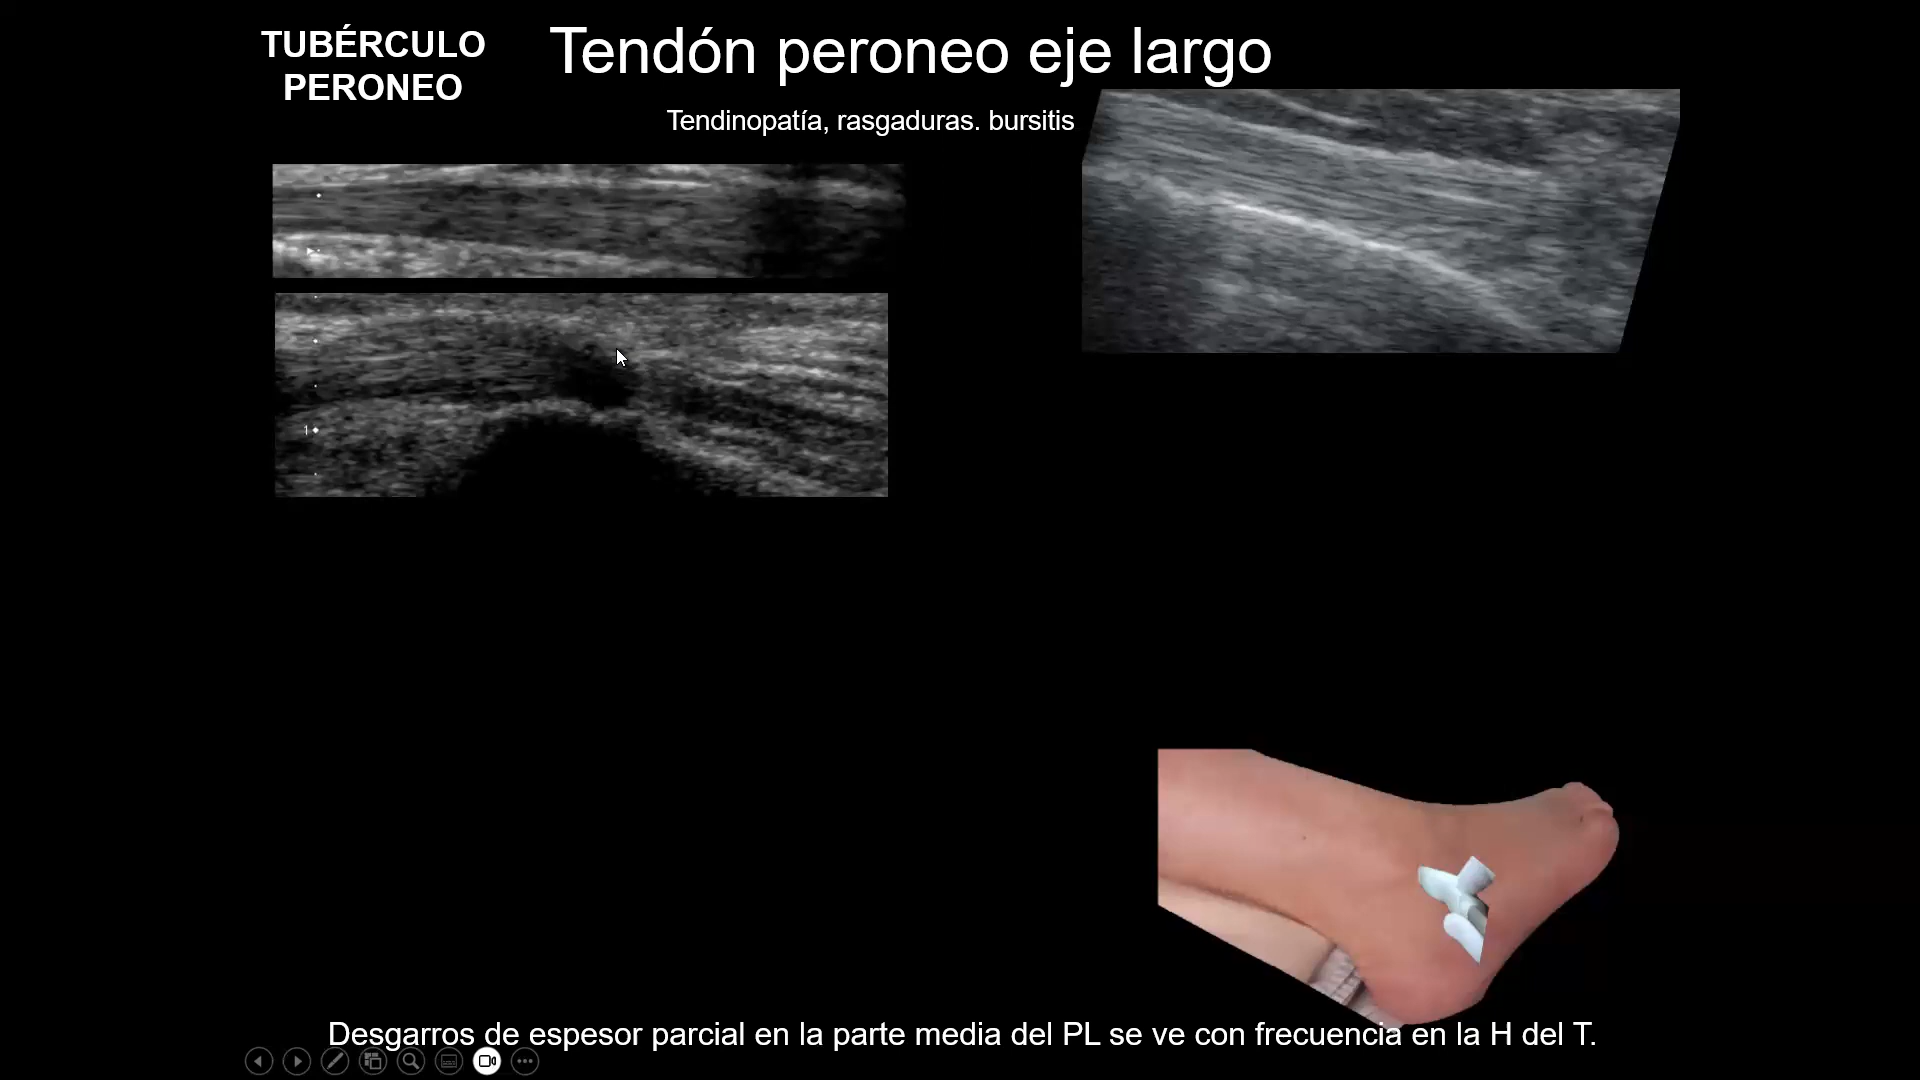 TUBÉRCULO
PERONEO
Tendón peroneo eje largo
Tendinopatía, rasgaduras. bursitis
1
Desgarros de espesor parcial en la parte media del PL se ve con frecuencia en la H del T.